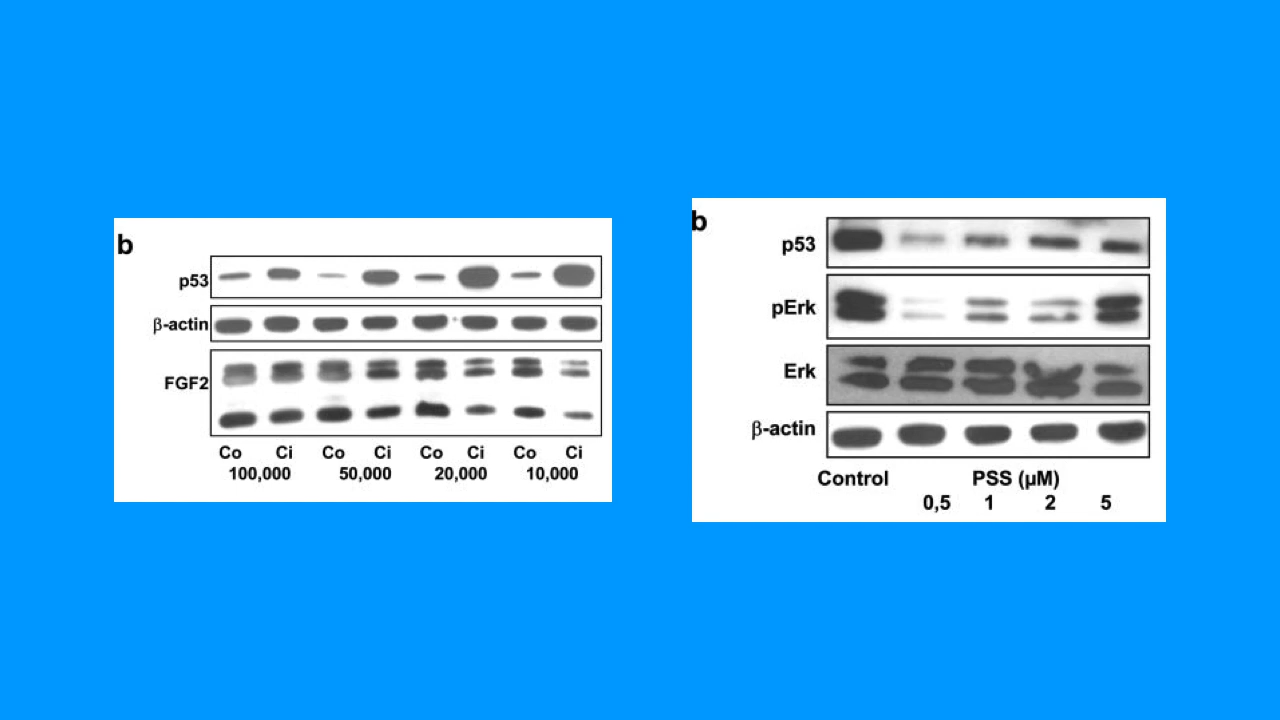 b
p53
β-actin
FGF2
Co Ci Co Ci Co Ci Co Ci
100,000 50,000 20,000 10,000
b
p53
pErk
Erk
β-actin
Control PSS (µM)
0,5 1 2 5